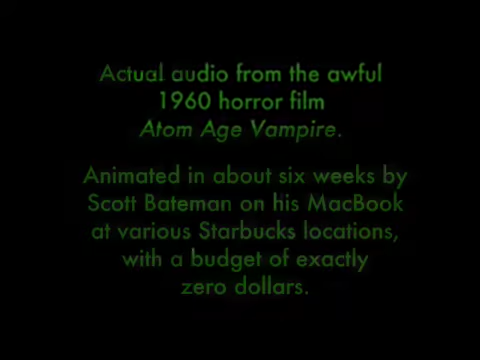 Actual audio from the awful
1960 horror film
Atom Age Vampire.
Animated in about six weeks by
Scott Bateman on his MacBook
at various Starbucks locations,
with a budget of exactly
zero dollars.